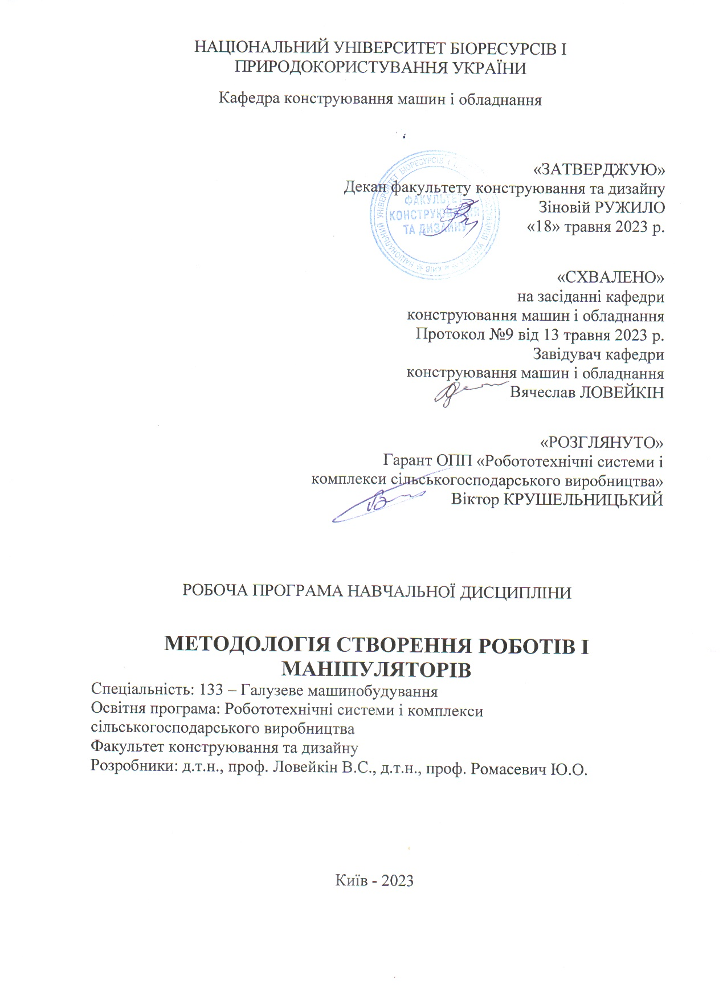 НАЦІОНАЛЬНИЙ УНІВЕРСИТЕТ БІОРЕСУРСІВ І
ПРИРОДОКОРИСТУВАННЯ УКРАЇНИ
Кафедра конструювання машин і обладнання
«ЗАТВЕРДЖУЮ»
Декан факультету конструювання та дизайну
Зіновій РУЖИЛО
«18» травня 2023 р.
ФАКУЛЬТЕТ
КОНСТРУЮВАННЯ
ТА ДИЗАЙНУ
НАЦІОНАЛЬНИЙ УНІВЕРСИТЕТ БІОРЕСУРСІВ І
«СХВАЛЕНО»
на засіданні кафедри
конструювання машин і обладнання
Протокол №9 від 13 травня 2023 р.
Завідувач кафедри
конструювання машин і обладнання
Вячеслав ЛОВЕЙКІН
«РОЗГЛЯНУТО»
Гарант ОПП «Робототехнічні системи і
комплекси сільськогосподарського виробництва»
Віктор КРУШЕЛЬНИЦЬКИЙ
РОБОЧА ПРОГРАМА НАВЧАЛЬНОЇ ДИСЦИПЛІНИ
МЕТОДОЛОГІЯ СТВОРЕННЯ РОБОТІВ І
МАНІПУЛЯТОРІВ
Спеціальність: 133 – Галузеве машинобудування
Освітня програма: Робототехнічні системи і комплекси
сільськогосподарського виробництва
Факультет конструювання та дизайну
Розробники: д.т.н., проф. Ловейкін В.С., д.т.н., проф. Ромасевич Ю.О.
Київ - 2023